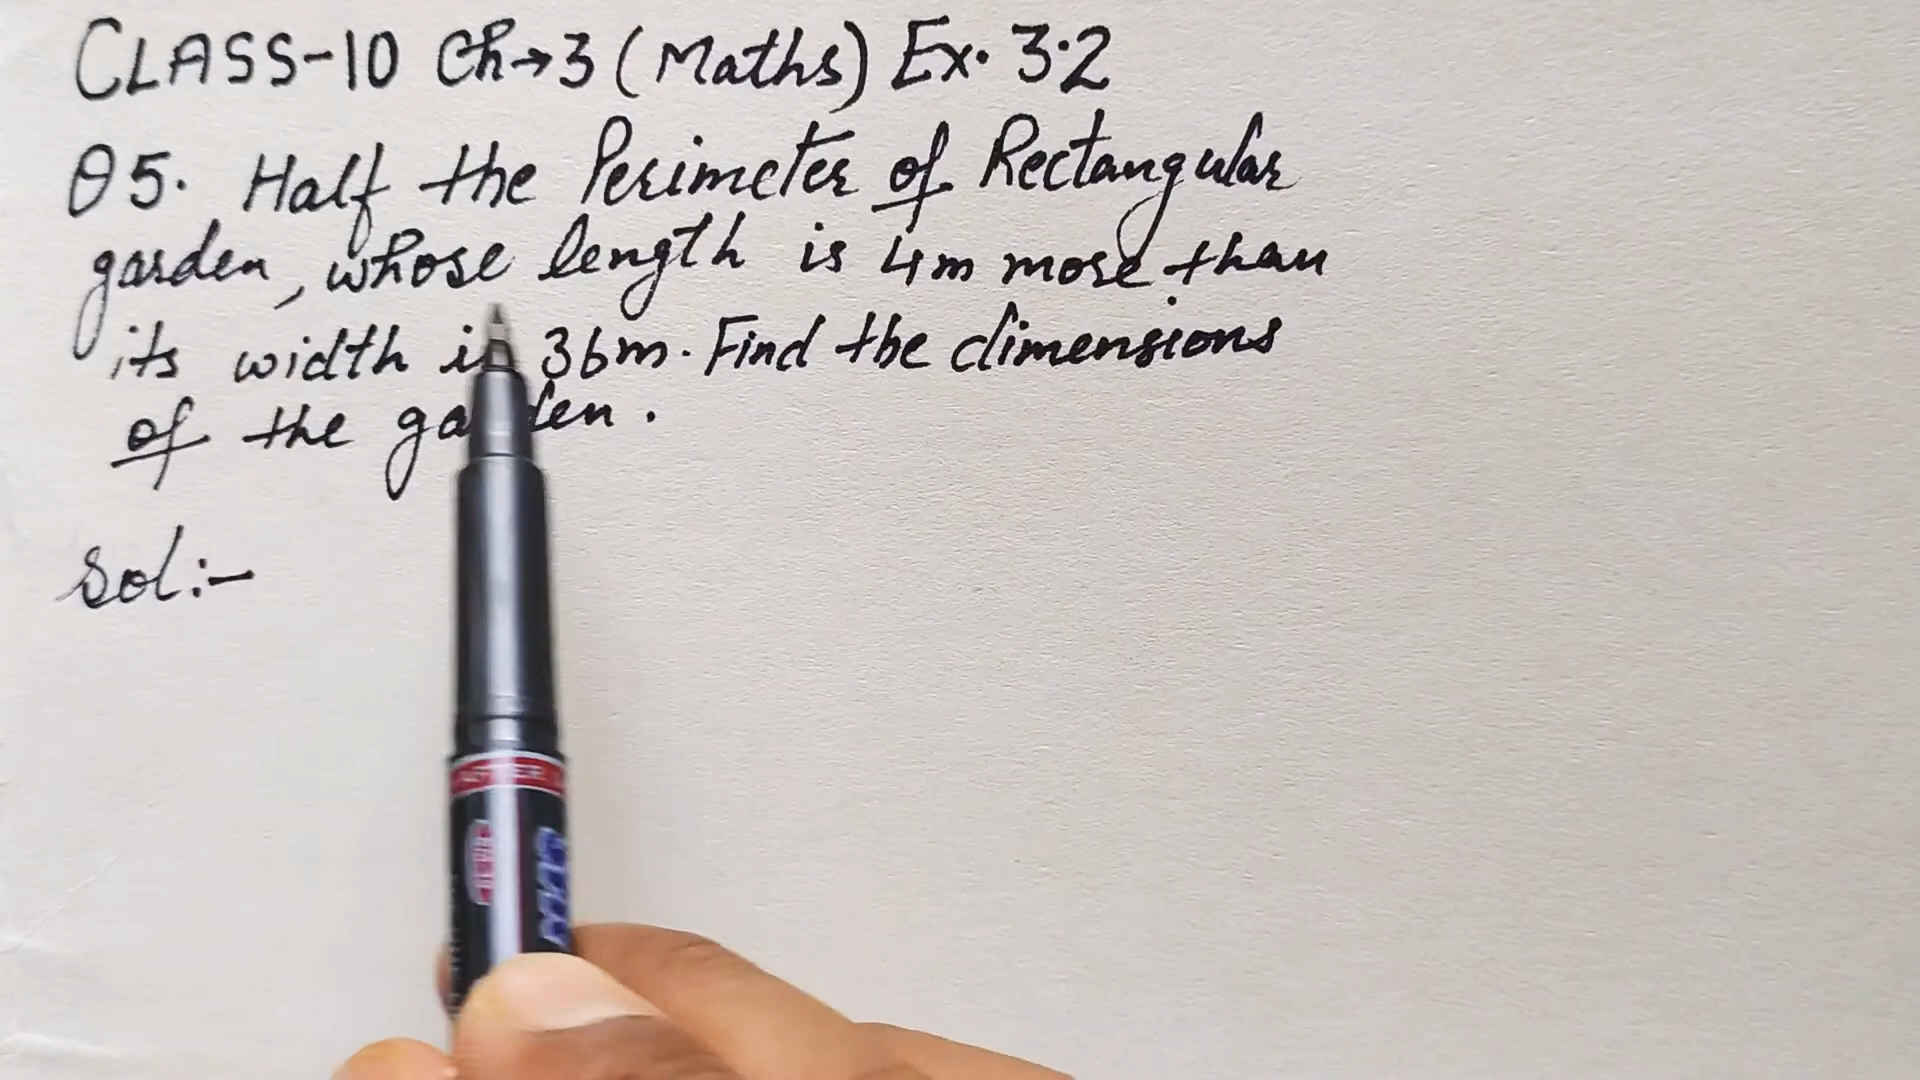 CLASS-10 Ch→3 (Maths) Ex. 3.2
Q5. Half the Perimeter of Rectangular
garden, whose length is 4m more than
its width is 36m. Find the dimensions
of the garden.
Sol:-